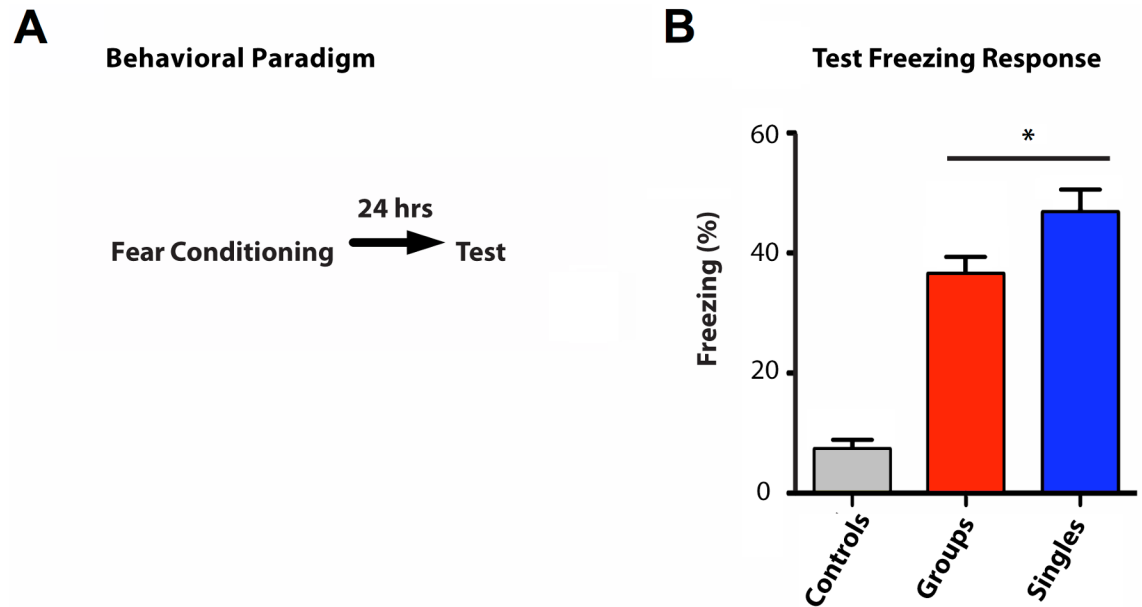 A
Behavioral Paradigm
24 hrs
Fear Conditioning
Test
B
Test Freezing Response
*
60
40
20
0
Freezing (%)
Controls
Groups
Singles